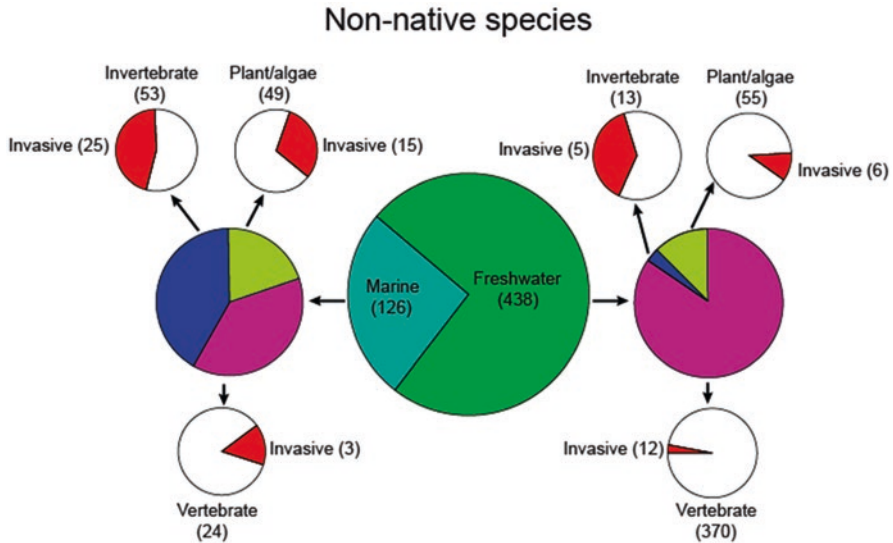 Non-native species
Invertebrate
(53)
Plant/algae
(49)
Invasive (25)
Invasive (15)
Invertebrate
(13)
Plant/algae
(55)
Invasive (5)
Invasive (6)
Marine
(126)
Freshwater
(438)
Invasive (3)
Vertebrate
(24)
Invasive (12)
Vertebrate
(370)